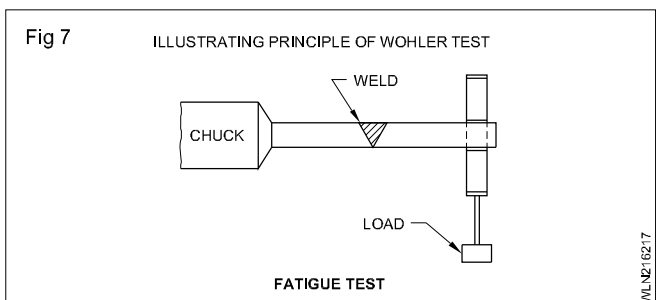 Fig 7
ILLUSTRATING PRINCIPLE OF WOHLER TEST
WELD
CHUCK
LOAD
FATIGUE TEST
WLN216217